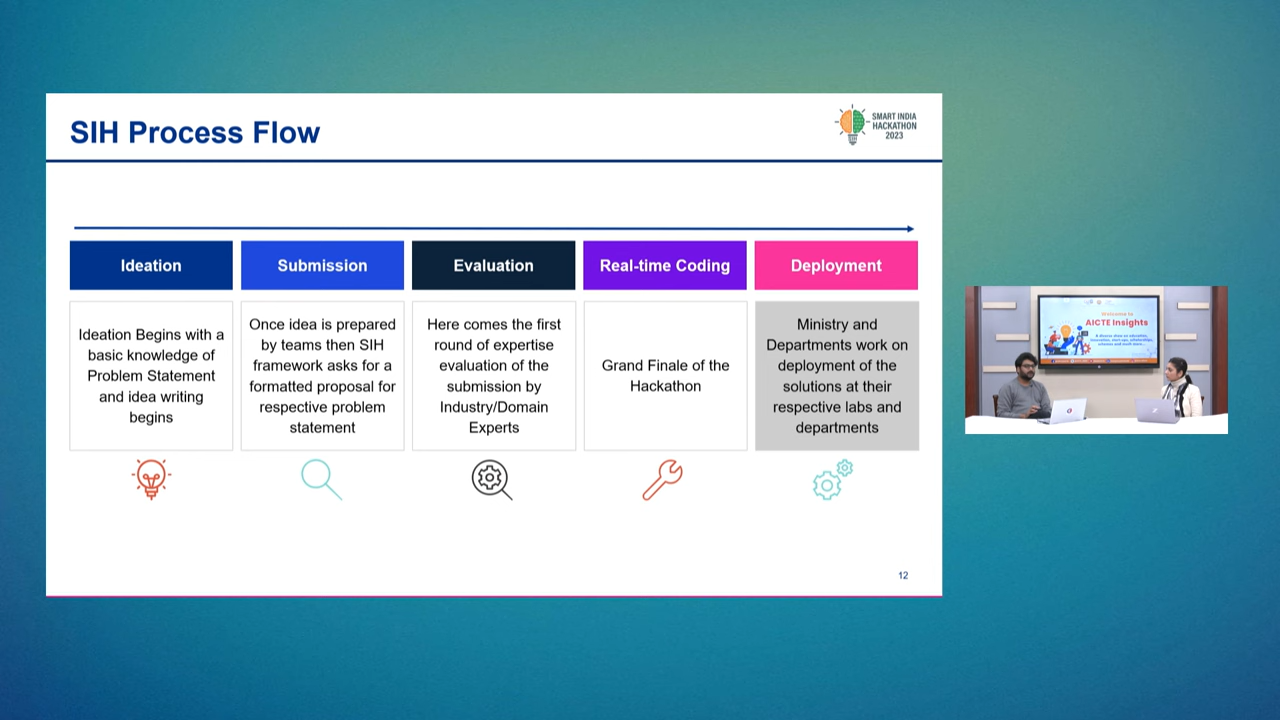 SIH Process Flow
SMART INDIA
HACKATHON
2023
Ideation
Submission
Evaluation
Real-time Coding
Deployment
Ideation Begins with a
basic knowledge of
Problem Statement
and idea writing
begins
Once idea is prepared
by teams then SIH
framework asks for a
formatted proposal for
respective problem
statement
Here comes the first
round of expertise
evaluation of the
submission by
Industry/Domain
Experts
Grand Finale of the
Hackathon
Ministry and
Departments work on
deployment of the
solutions at their
respective labs and
departments
12
Welcome to
AICTE Insights